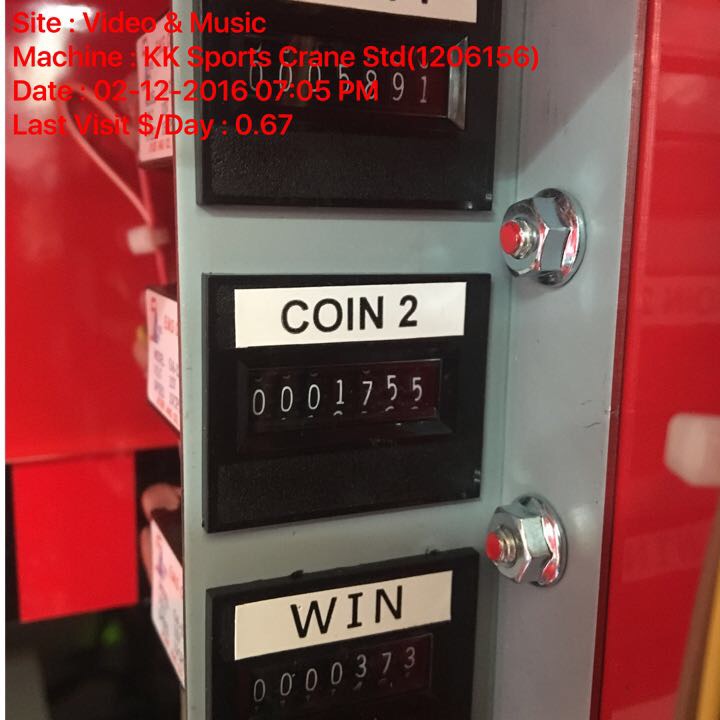 Site : Video & Music
Machine : KK Sports Crane Std(1206156)
Date : 02-12-2016 07:05 PM
0005891
Last Visit $/Day : 0.67
COIN 2
0001755
WIN
0000373